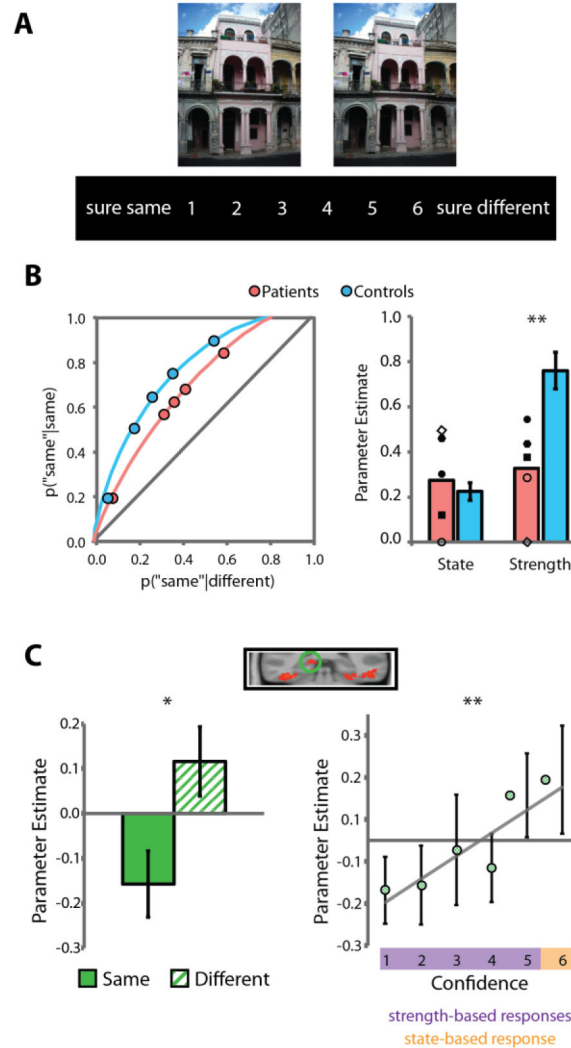 A
sure same 1 2 3 4 5 6 sure different
B
Patients Controls
1.0
0.8
0.6
0.4
0.2
0.0
p("same"|same)
0.0 0.2 0.4 0.6 0.8 1.0
p("same"|different)
**
1.0
0.8
0.6
0.4
0.2
0.0
Parameter Estimate
State Strength
C
*
0.2
0.1
0.0
-0.1
-0.2
-0.3
Parameter Estimate
Same Different
**
0.3
0.2
0.1
-0.1
-0.2
-0.3
Parameter Estimate
1 2 3 4 5 6
Confidence
strength-based responses
state-based response